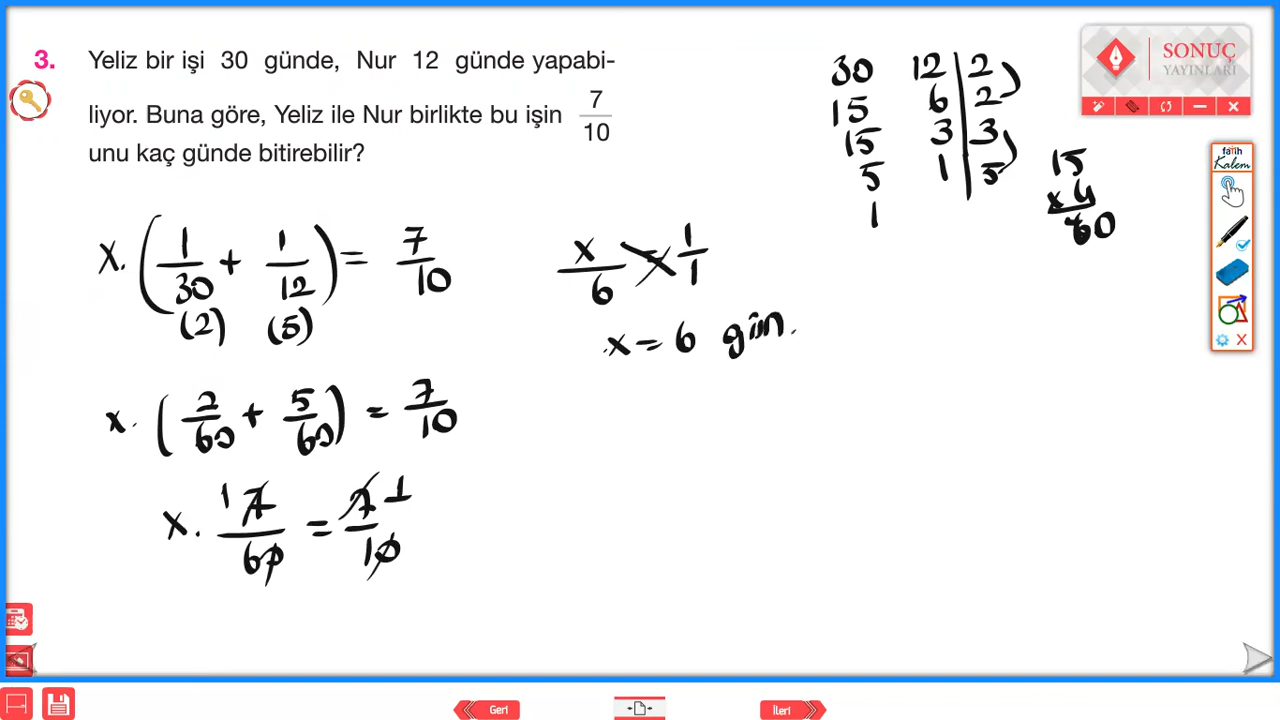 3. Yeliz bir işi 30 günde, Nur 12 günde yapabi-
liyor. Buna göre, Yeliz ile Nur birlikte bu işin 7/10
unu kaç günde bitirebilir?
x. (1/30 + 1/12) = 7/10
(2) (5)
x. (2/60 + 5/60) = 7/10
x. 1 7/60 = 7 1/10
x/6 = 1/1
x = 6 gün.
30 12 | 2
15 6 | 2
15 3 | 3
5 1 | 5
1
15
x 4
60
SONUÇ
YAYINLARI
fatih
Kalem
Geri
İleri